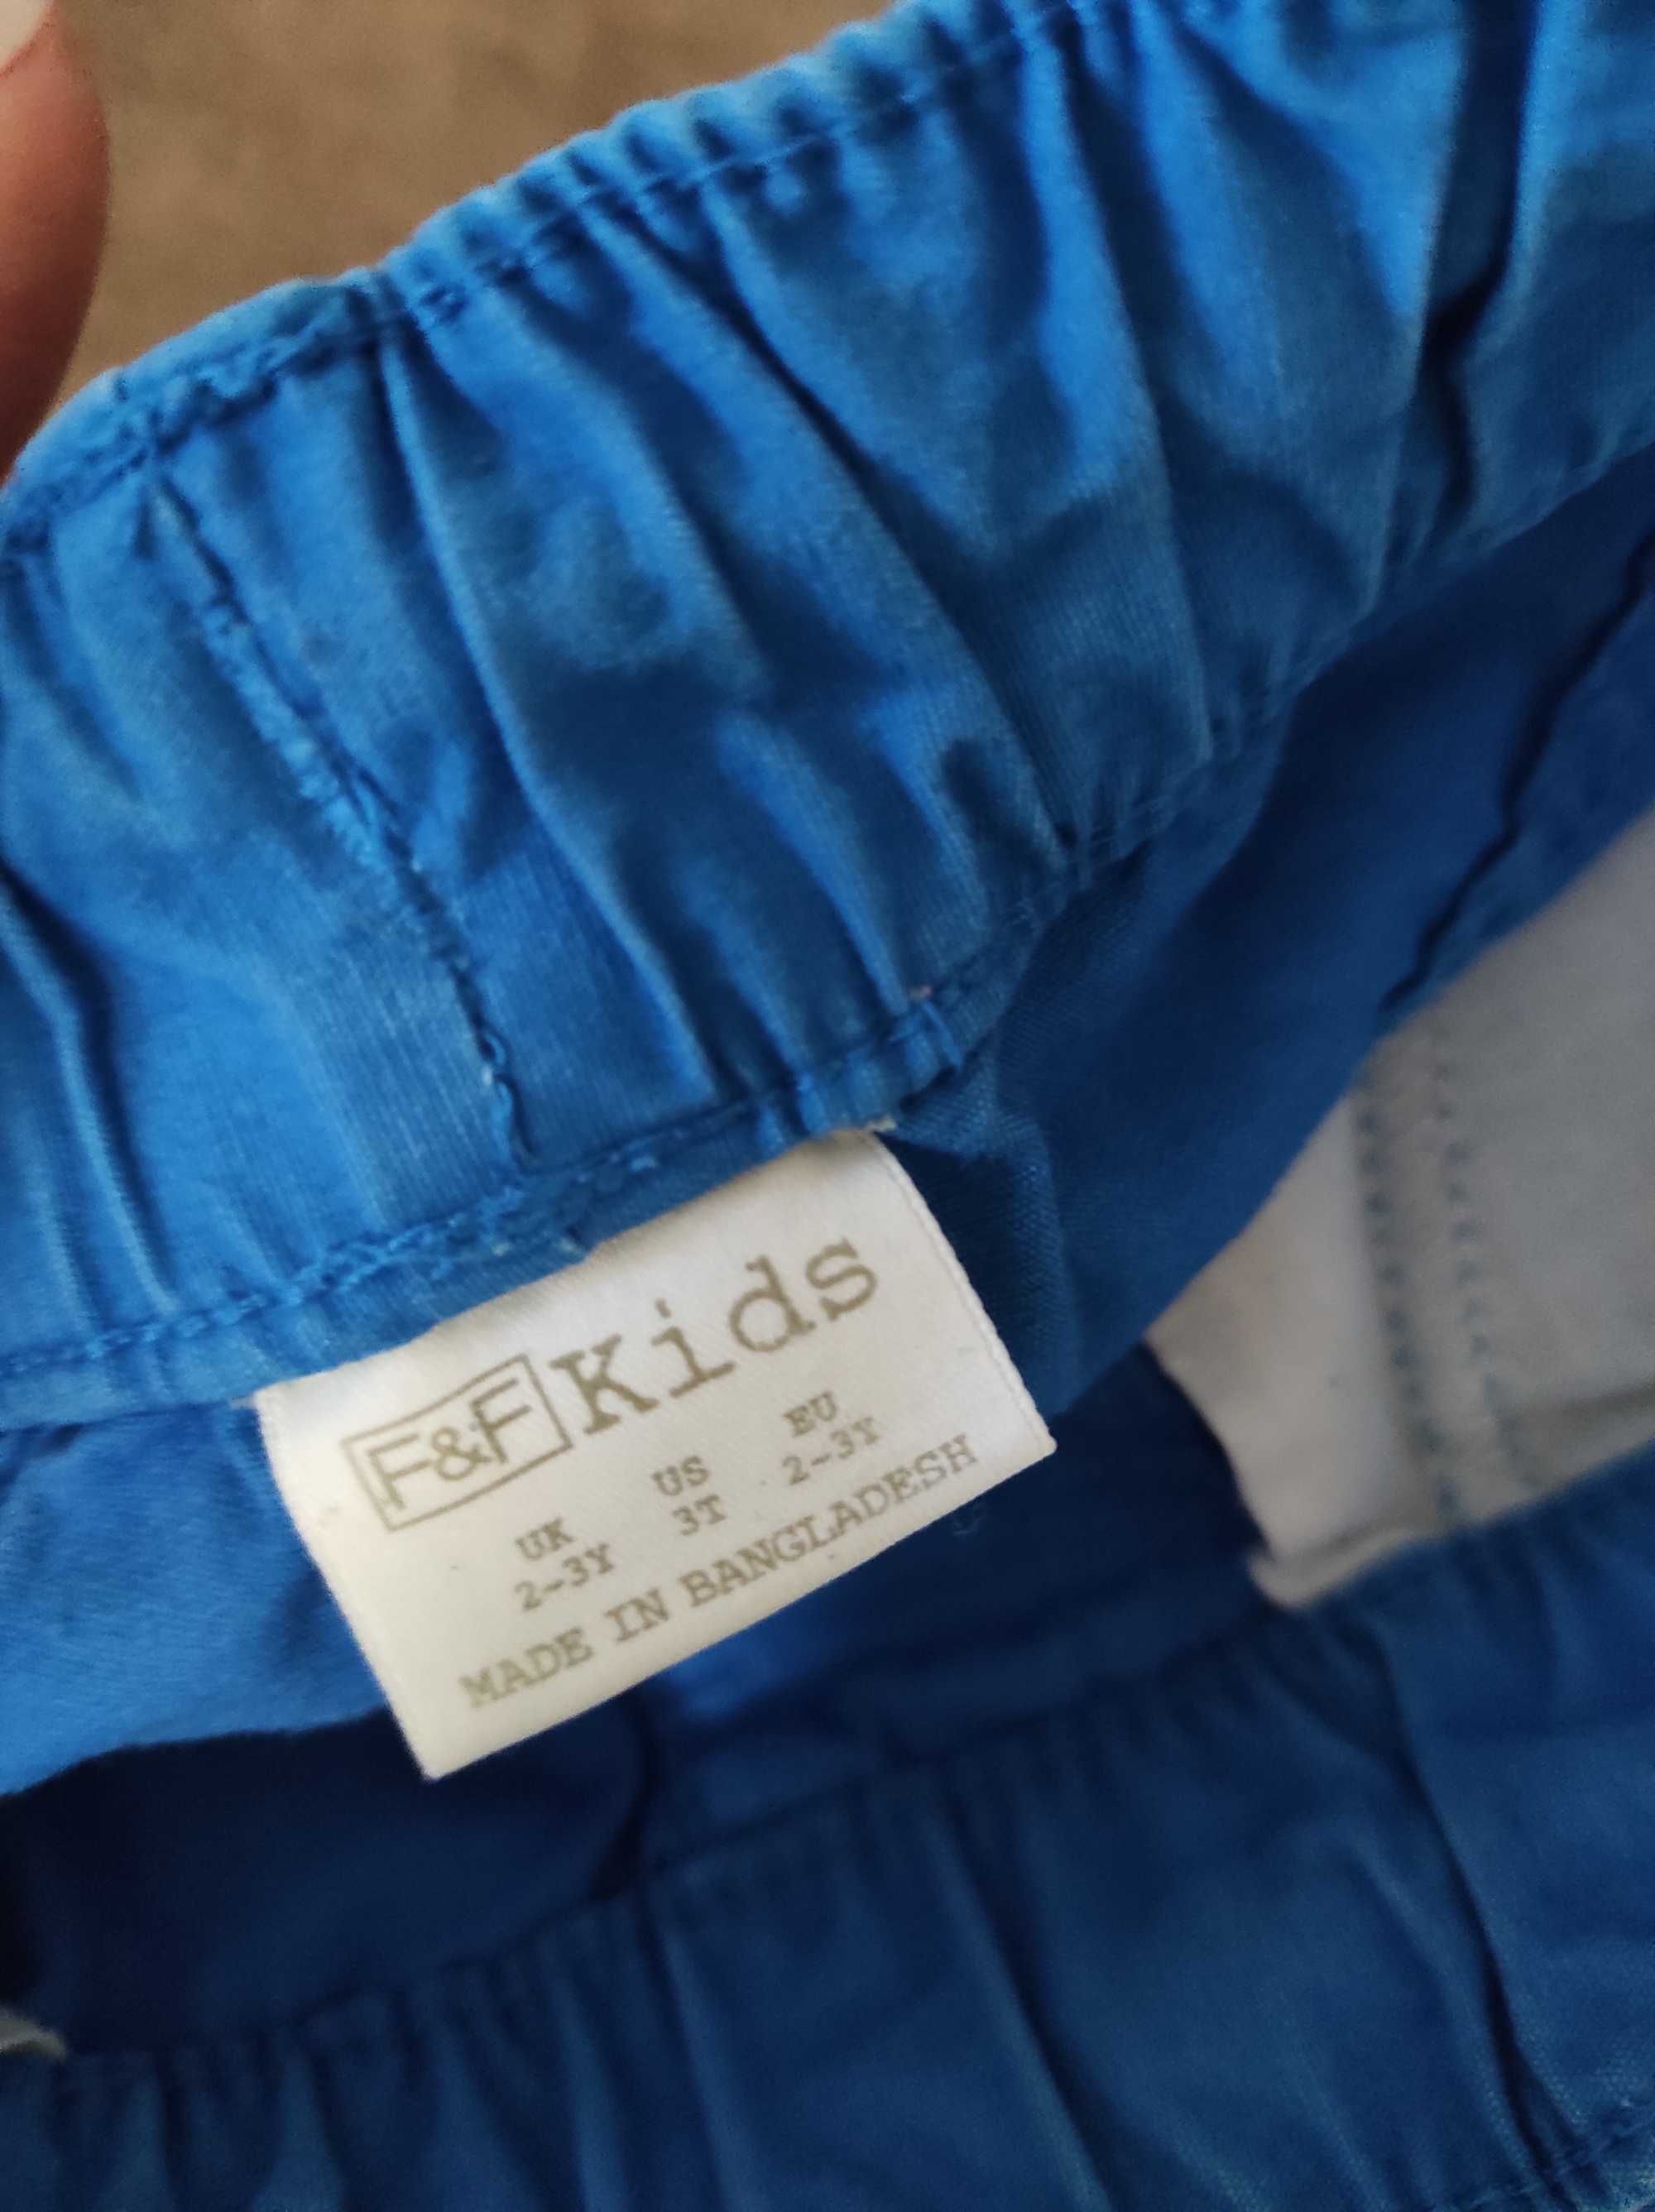 F&F Kids
UK US EU
2-3Y 3T 2-3Y
MADE IN BANGLADESH